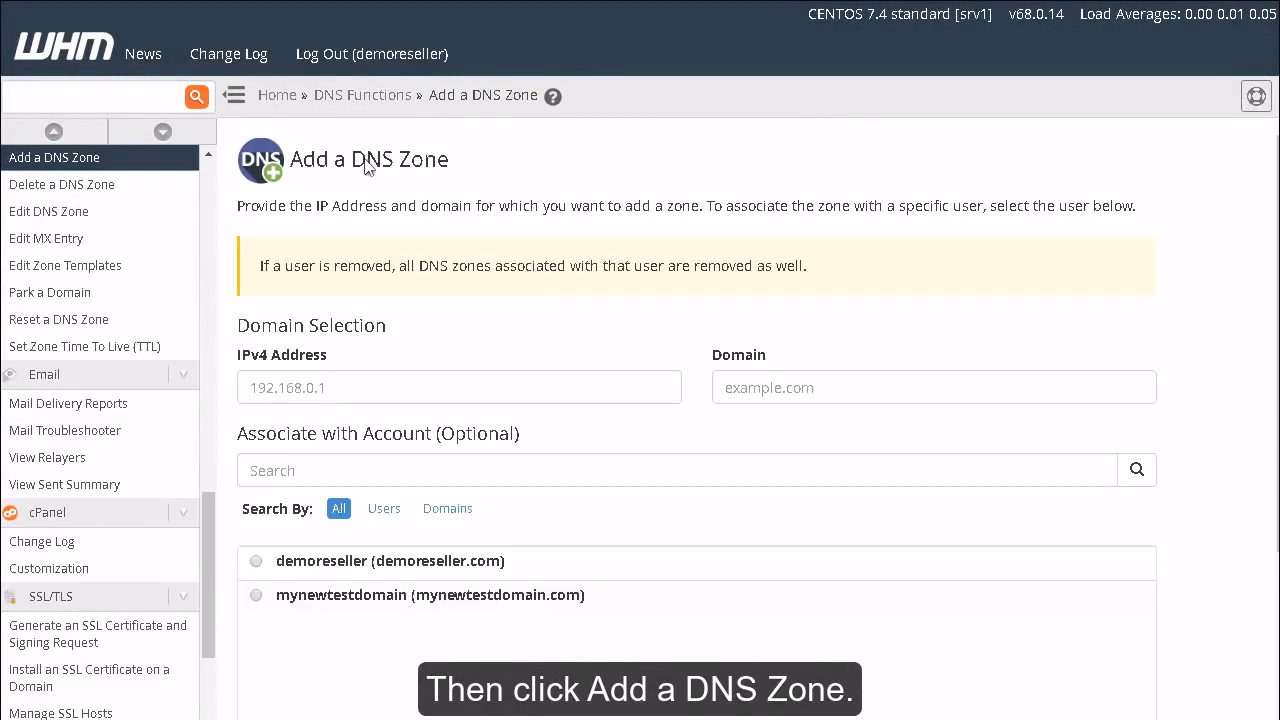 CENTOS 7.4 standard [srv1] v68.0.14 Load Averages: 0.00 0.01 0.05
WHM News Change Log Log Out (demoreseller)
Home » DNS Functions » Add a DNS Zone ?
Add a DNS Zone
Delete a DNS Zone
Edit DNS Zone
Edit MX Entry
Edit Zone Templates
Park a Domain
Reset a DNS Zone
Set Zone Time To Live (TTL)
Email
Mail Delivery Reports
Mail Troubleshooter
View Relayers
View Sent Summary
cPanel
Change Log
Customization
SSL/TLS
Generate an SSL Certificate and
Signing Request
Install an SSL Certificate on a
Domain
Manage SSL Hosts
DNS Add a DNS Zone
Provide the IP Address and domain for which you want to add a zone. To associate the zone with a specific user, select the user below.
If a user is removed, all DNS zones associated with that user are removed as well.
Domain Selection
IPv4 Address Domain
192.168.0.1 example.com
Associate with Account (Optional)
Search
Search By: All Users Domains
demoreseller (demoreseller.com)
mynewtestdomain (mynewtestdomain.com)
Then click Add a DNS Zone.